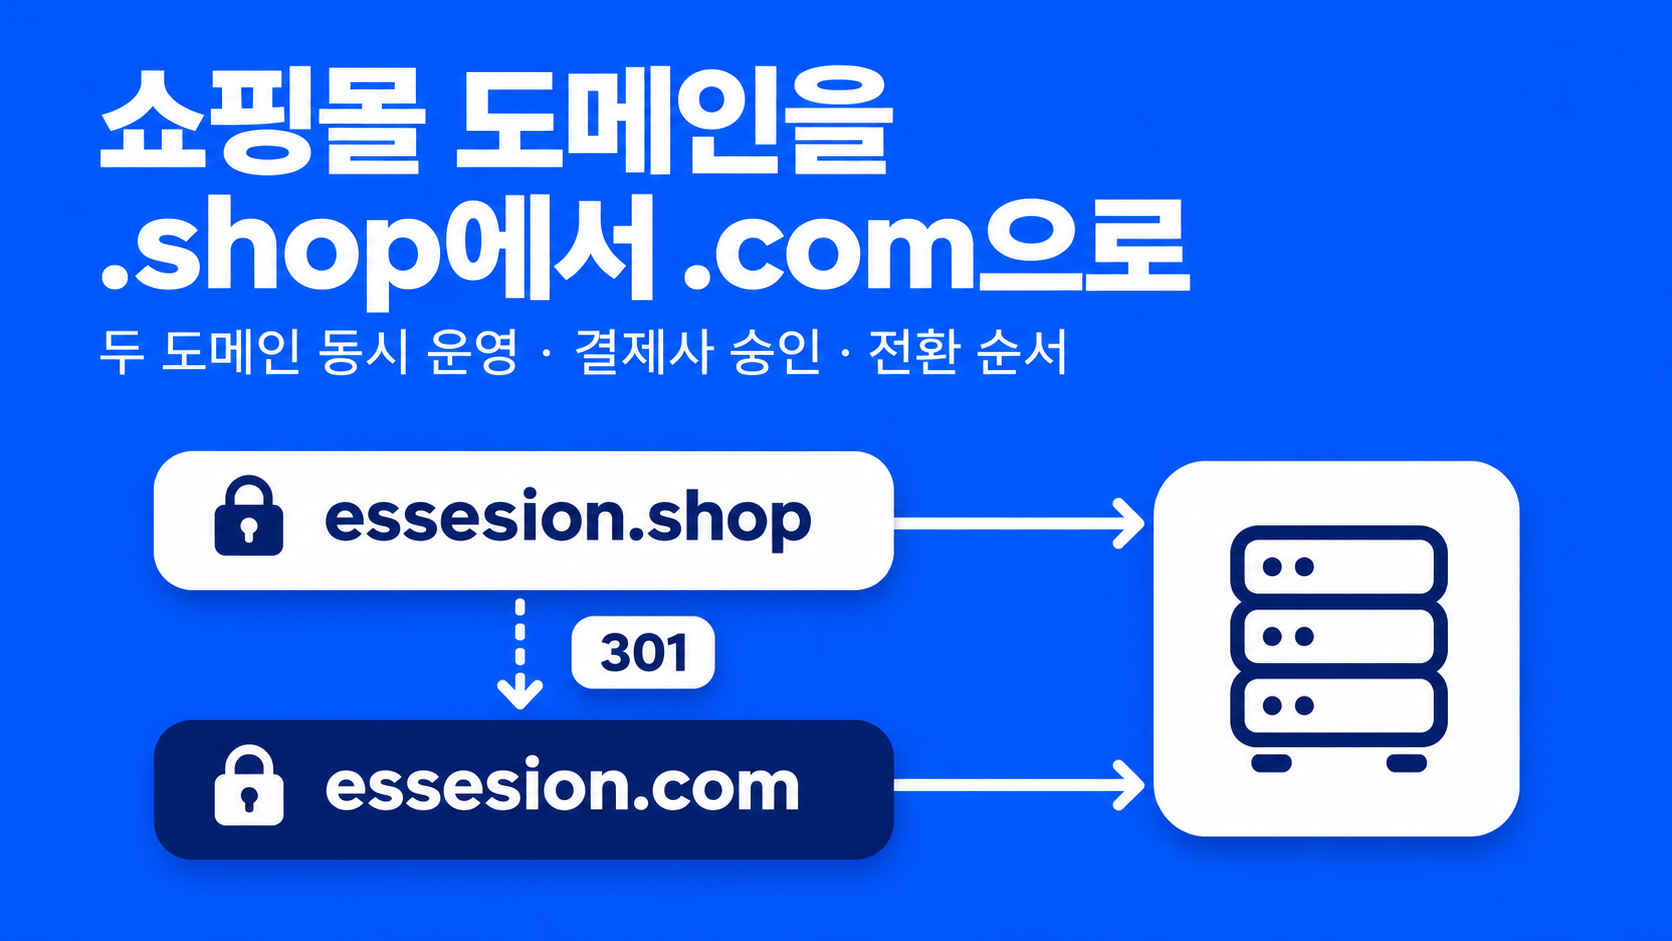 쇼핑몰 도메인을
.shop에서 .com으로
두 도메인 동시 운영 · 결제사 숭인 · 전환 순서
essesion.shop
301
essesion.com